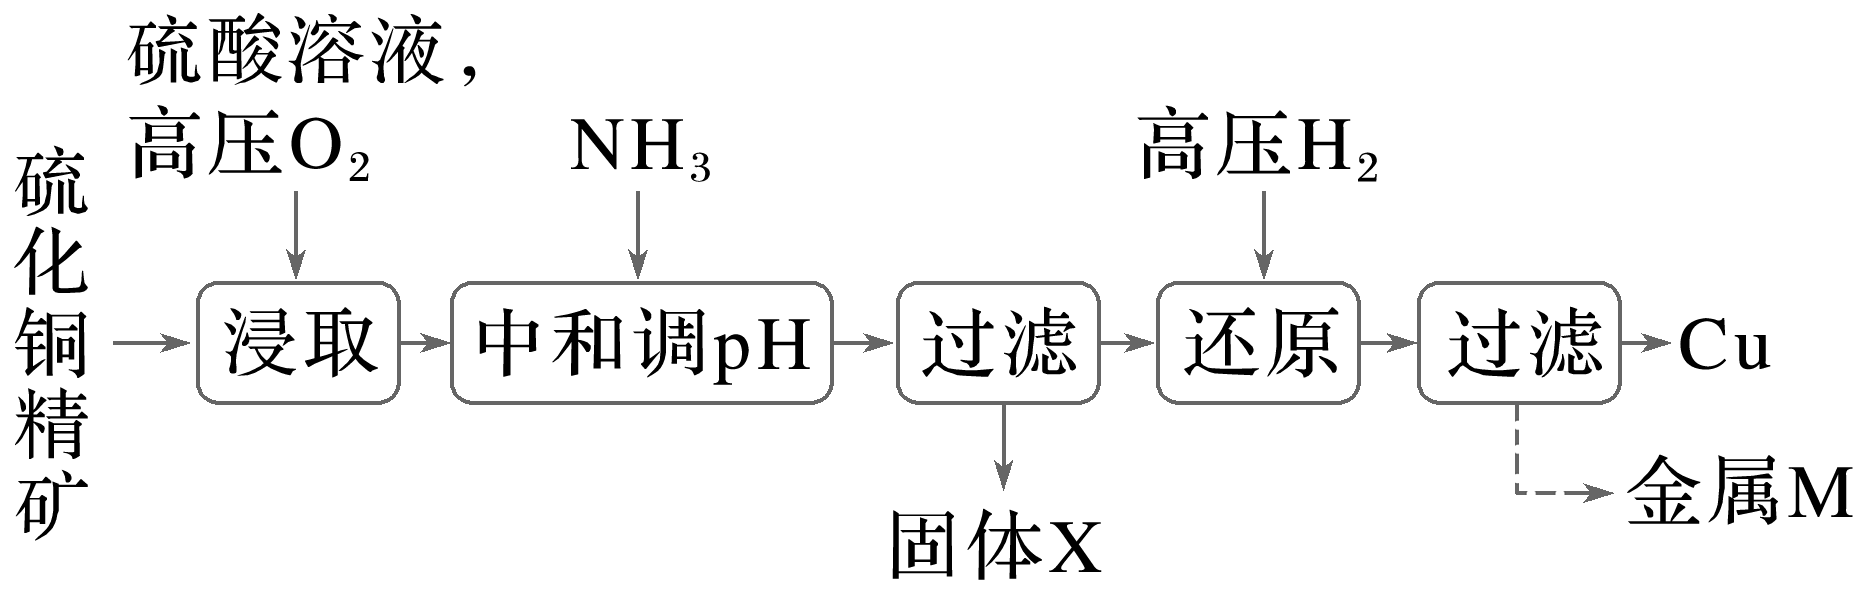 硫酸溶液，
高压O₂
NH₃
高压H₂
硫化铜精矿
浸取
中和调pH
过滤
还原
过滤
Cu
固体X
金属M